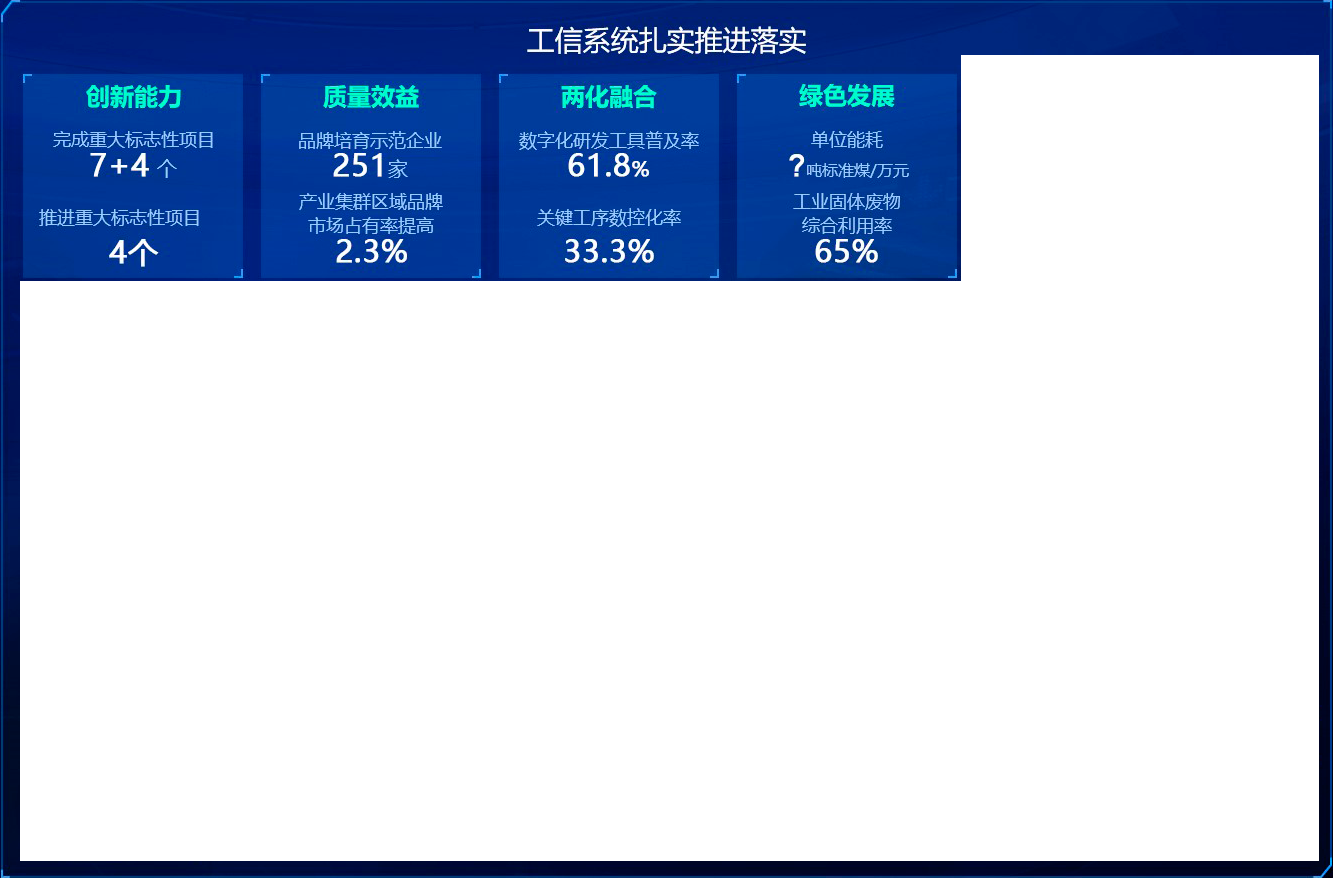 工信系统扎实推进落实
创新能力
完成重大标志性项目
7+4 个
推进重大标志性项目
4个
质量效益
品牌培育示范企业
251家
产业集群区域品牌
市场占有率提高
2.3%
两化融合
数字化研发工具普及率
61.8%
关键工序数控化率
33.3%
绿色发展
单位能耗
?吨标准煤/万元
工业固体废物
综合利用率
65%